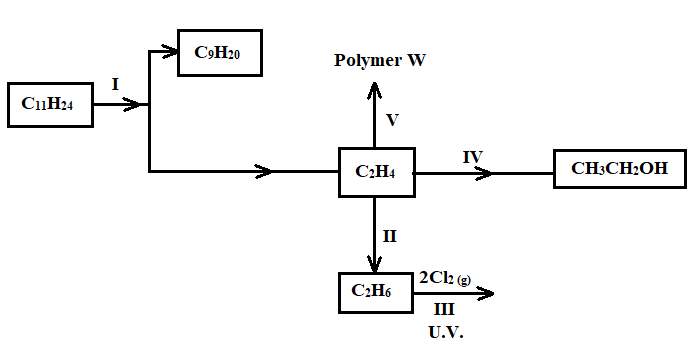 C₉H₂₀
Polymer W
I
C₁₁H₂₄
V
IV
C₂H₄
CH₃CH₂OH
II
C₂H₆
2Cl₂ (g)
III
U.V.